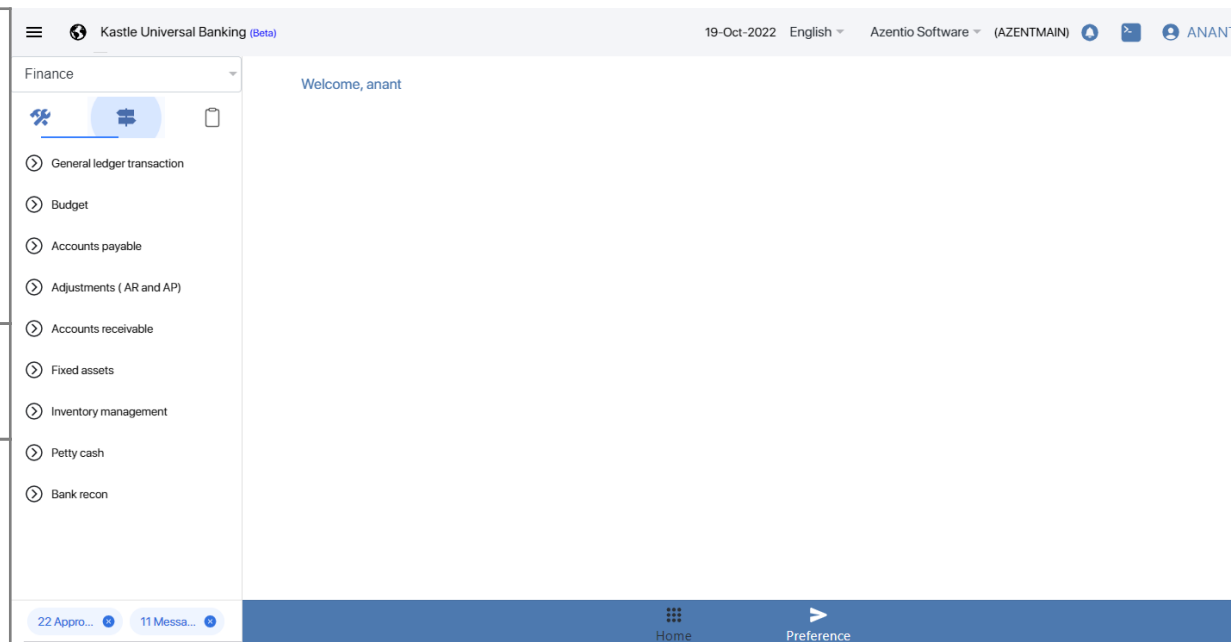 Kastle Universal Banking (Beta)
19-Oct-2022 English Azentio Software (AZENTMAIN) ANANT
Finance
Welcome, anant
General ledger transaction
Budget
Accounts payable
Adjustments ( AR and AP)
Accounts receivable
Fixed assets
Inventory management
Petty cash
Bank recon
22 Appro... 11 Messa...
Home Preference